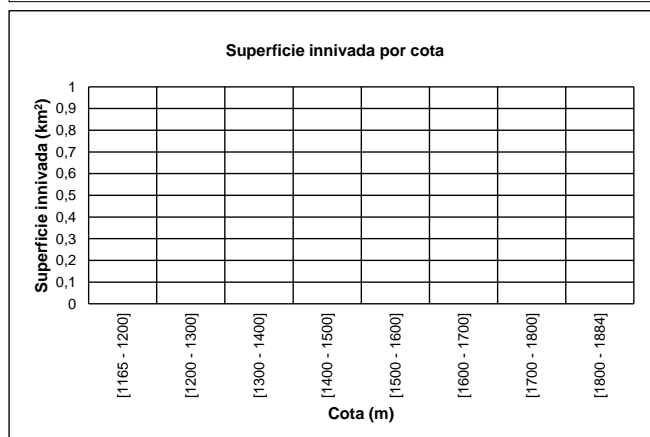 Superficie innivada por cota
Superficie innivada (km²)
1
0,9
0,8
0,7
0,6
0,5
0,4
0,3
0,2
0,1
0
[1165 - 1200]
[1200 - 1300]
[1300 - 1400]
[1400 - 1500]
[1500 - 1600]
[1600 - 1700]
[1700 - 1800]
[1800 - 1884]
Cota (m)